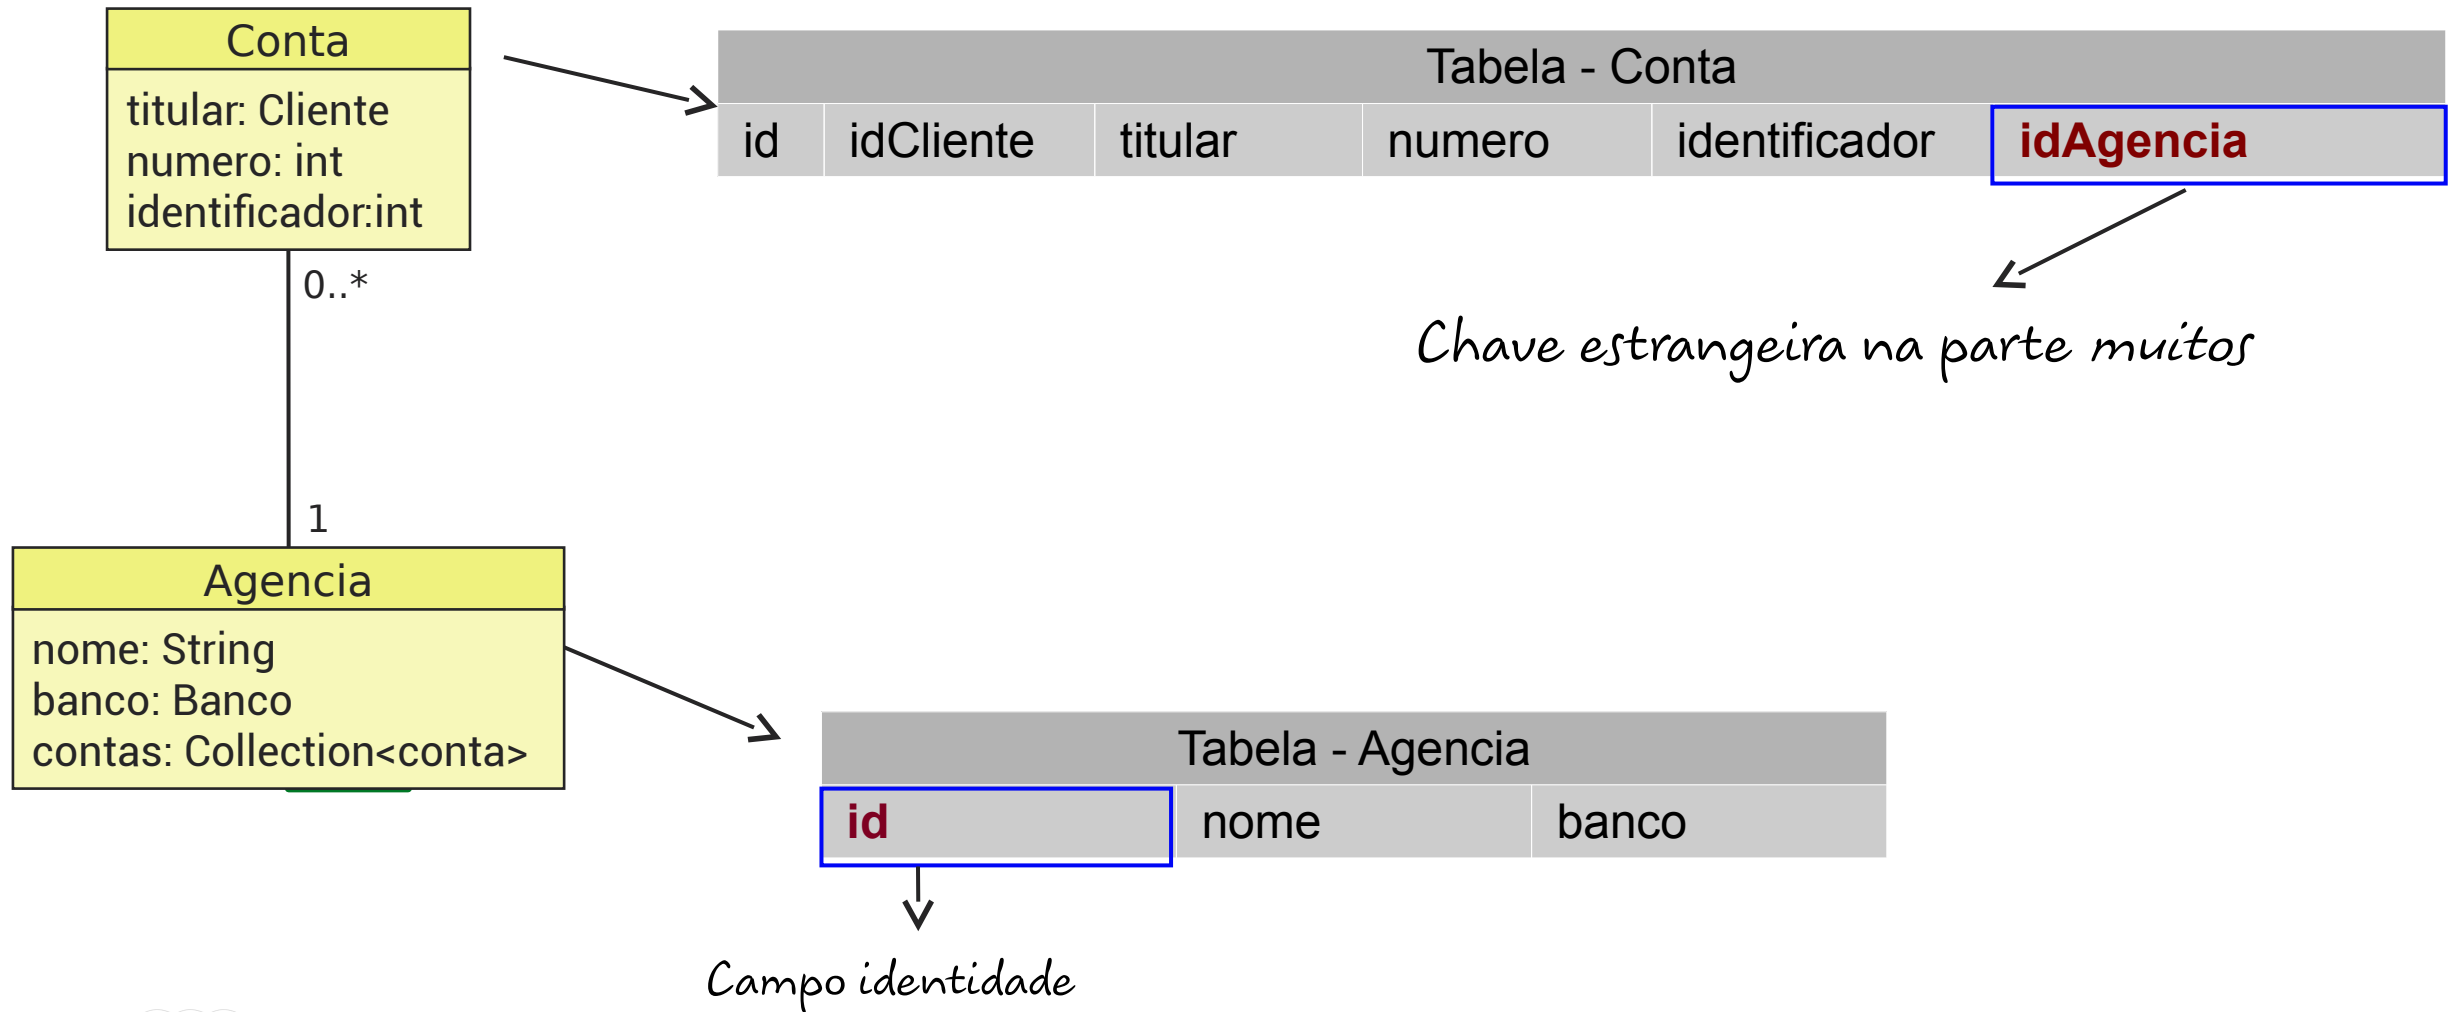 Conta
titular: Cliente
numero: int
identificador:int
0..*
1
Agencia
nome: String
banco: Banco
contas: Collection<conta>
Tabela - Conta
id idCliente titular numero identificador idAgencia
Chave estrangeira na parte muitos
Tabela - Agencia
id nome banco
Campo identidade